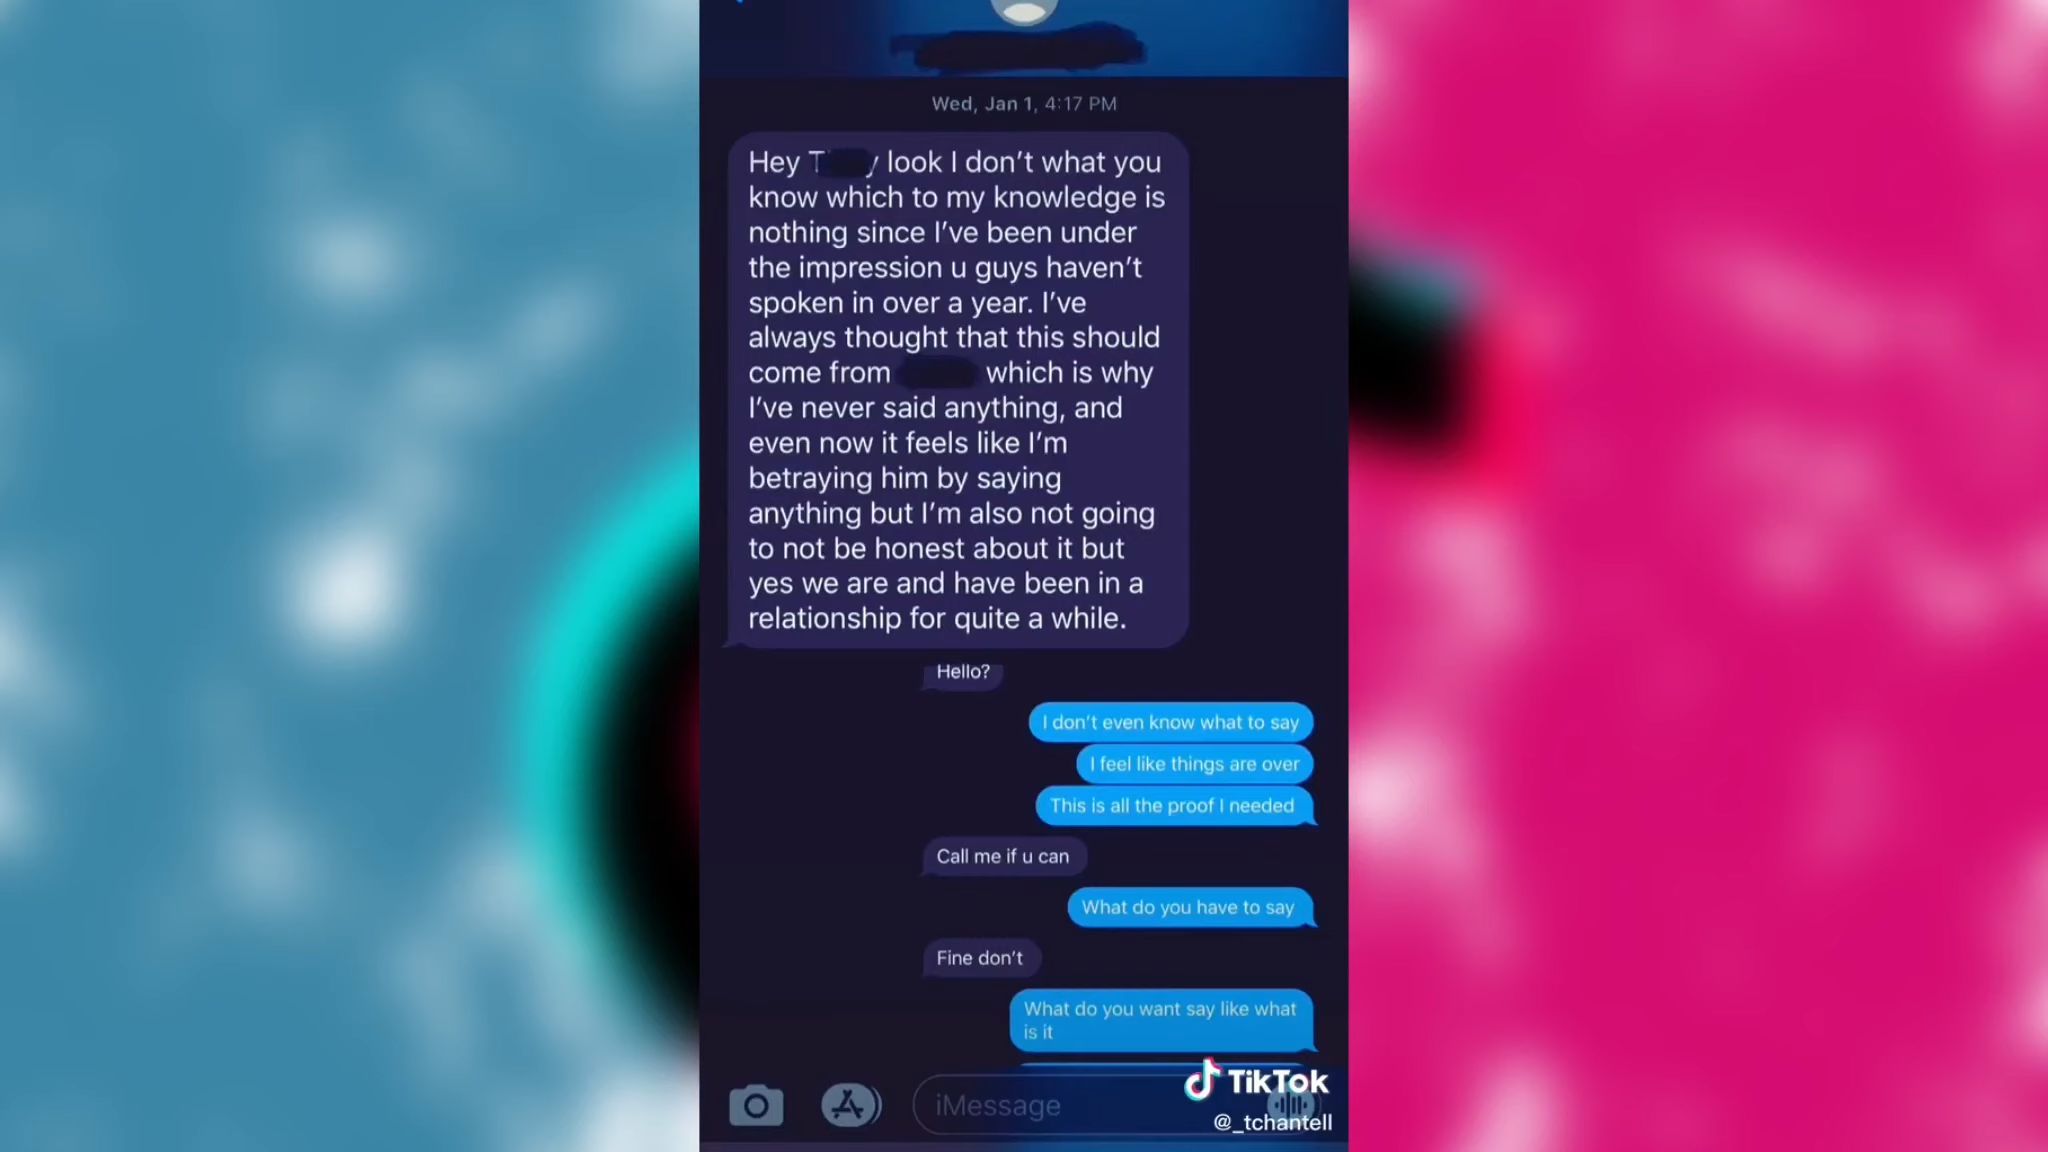 Wed, Jan 1, 4:17 PM
Hey look I don't what you
know which to my knowledge is
nothing since I've been under
the impression u guys haven't
spoken in over a year. I've
always thought that this should
come from which is why
I've never said anything, and
even now it feels like I'm
betraying him by saying
anything but I'm also not going
to not be honest about it but
yes we are and have been in a
relationship for quite a while.
Hello?
I don't even know what to say
I feel like things are over
This is all the proof I needed
Call me if u can
What do you have to say
Fine don't
What do you want say like what
is it
iMessage
TikTok
@_tchantell